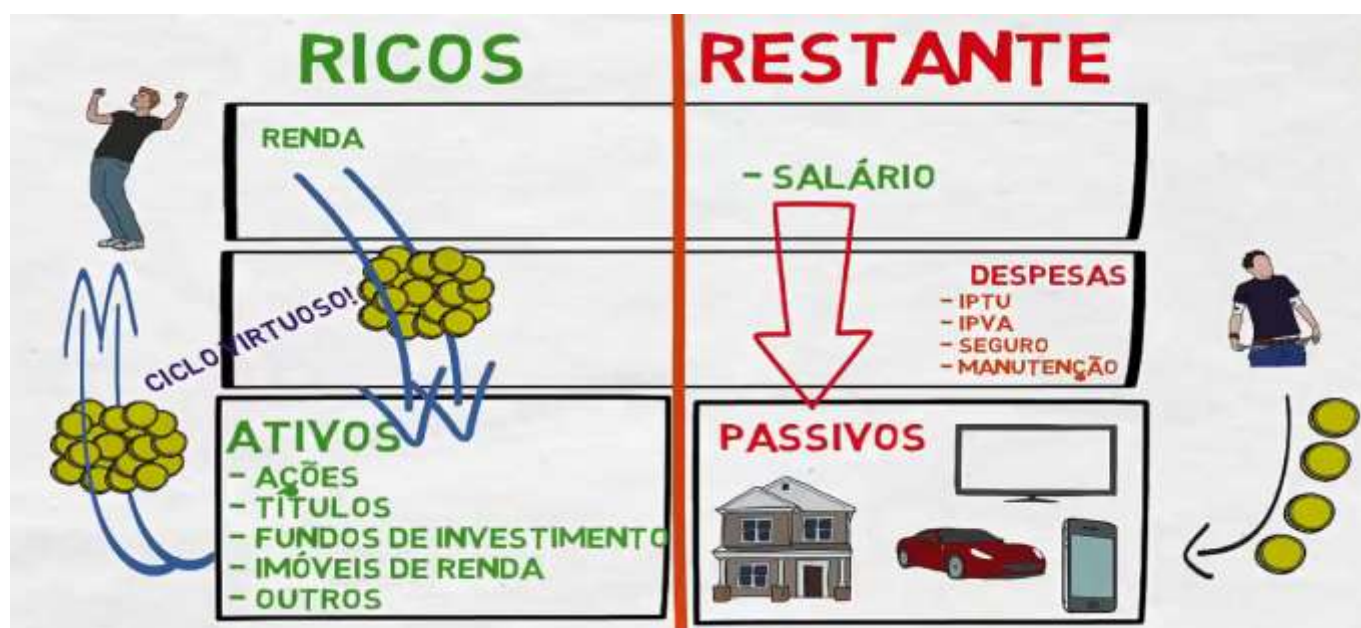 RICOS
RENDA
CICLO VIRTUOSO!
ATIVOS
- AÇÕES
- TÍTULOS
- FUNDOS DE INVESTIMENTO
- IMÓVEIS DE RENDA
- OUTROS
RESTANTE
- SALÁRIO
DESPESAS
- IPTU
- IPVA
- SEGURO
- MANUTENÇÃO
PASSIVOS